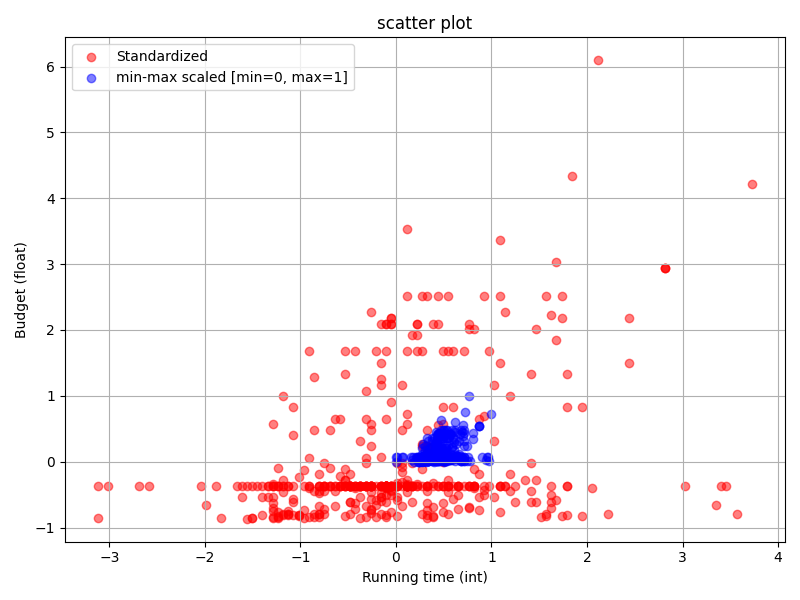 scatter plot
Standardized
min-max scaled [min=0, max=1]
6
5
4
3
2
1
0
−1
Budget (float)
−3 −2 −1 0 1 2 3 4
Running time (int)